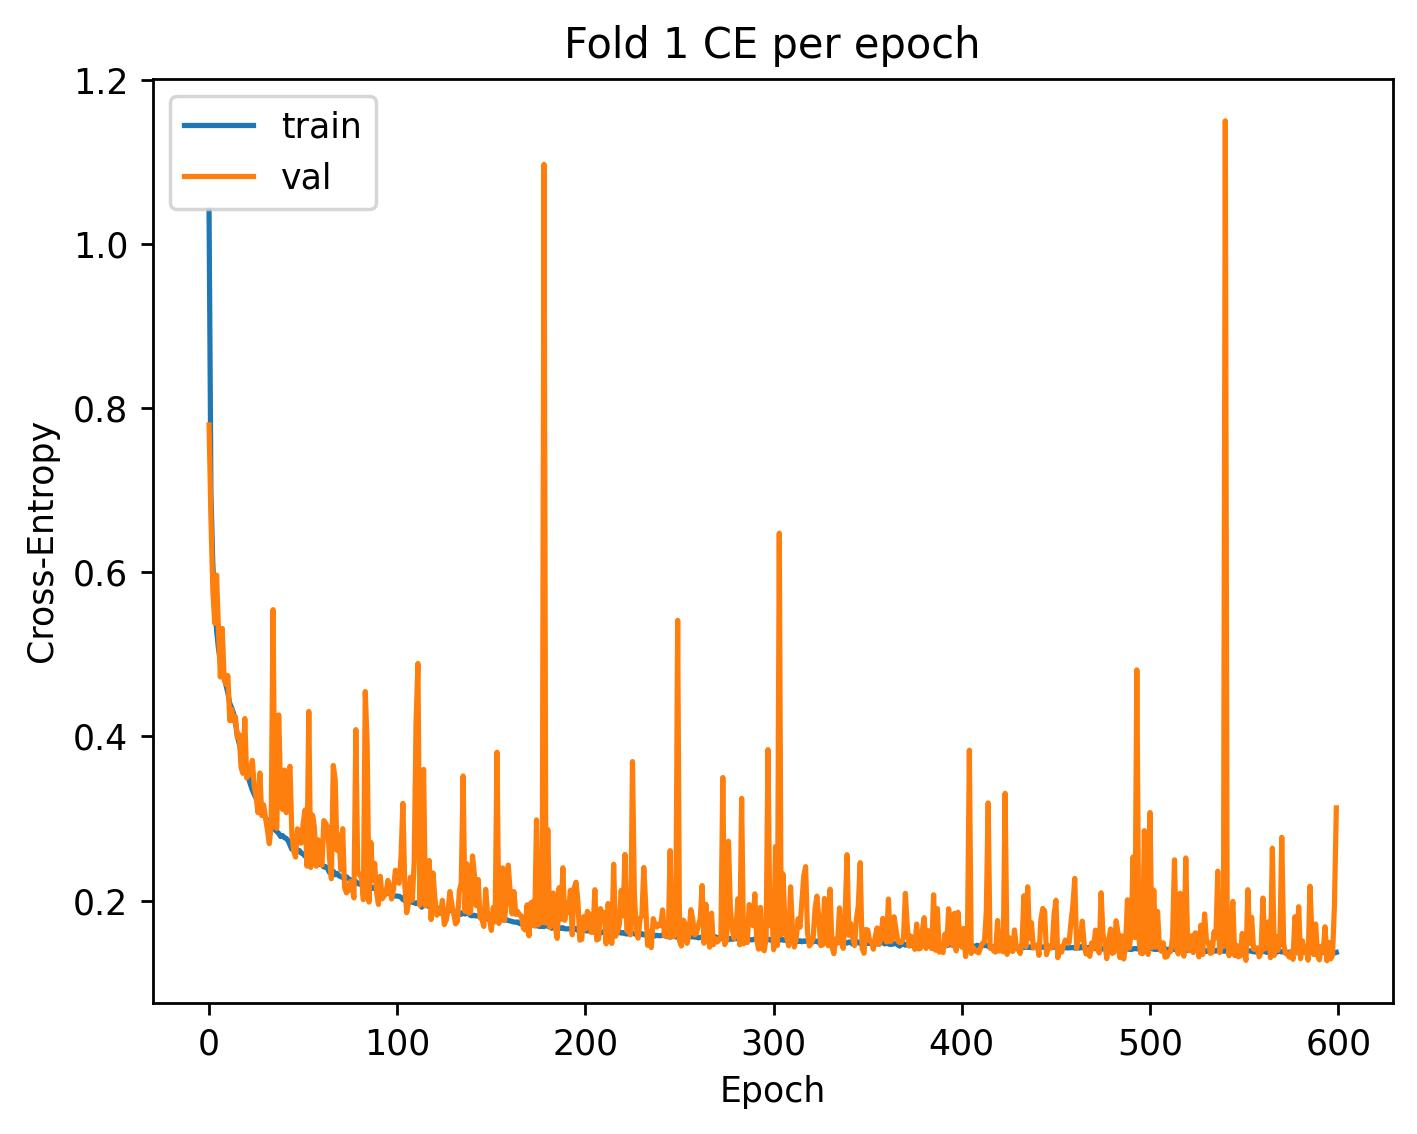 Fold 1 CE per epoch
1.2
1.0
0.8
0.6
0.4
0.2
Cross-Entropy
train
val
0 100 200 300 400 500 600
Epoch